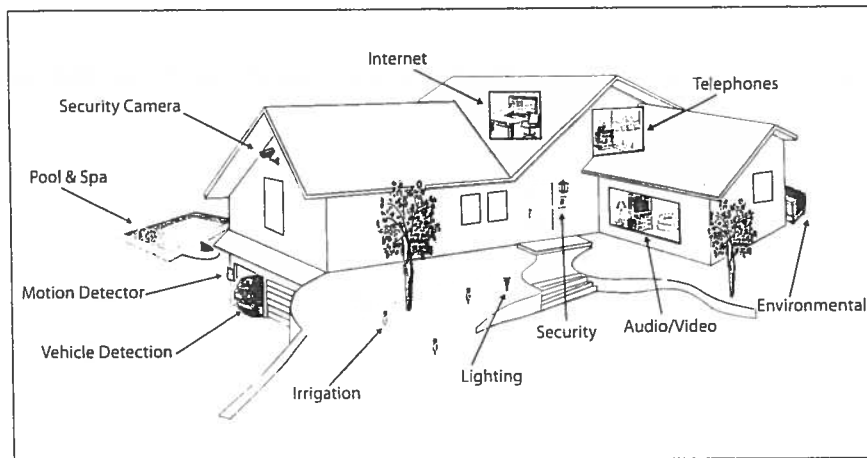 Internet
Telephones
Security Camera
Pool & Spa
Motion Detector
Environmental
Vehicle Detection
Security
Audio/Video
Lighting
Irrigation